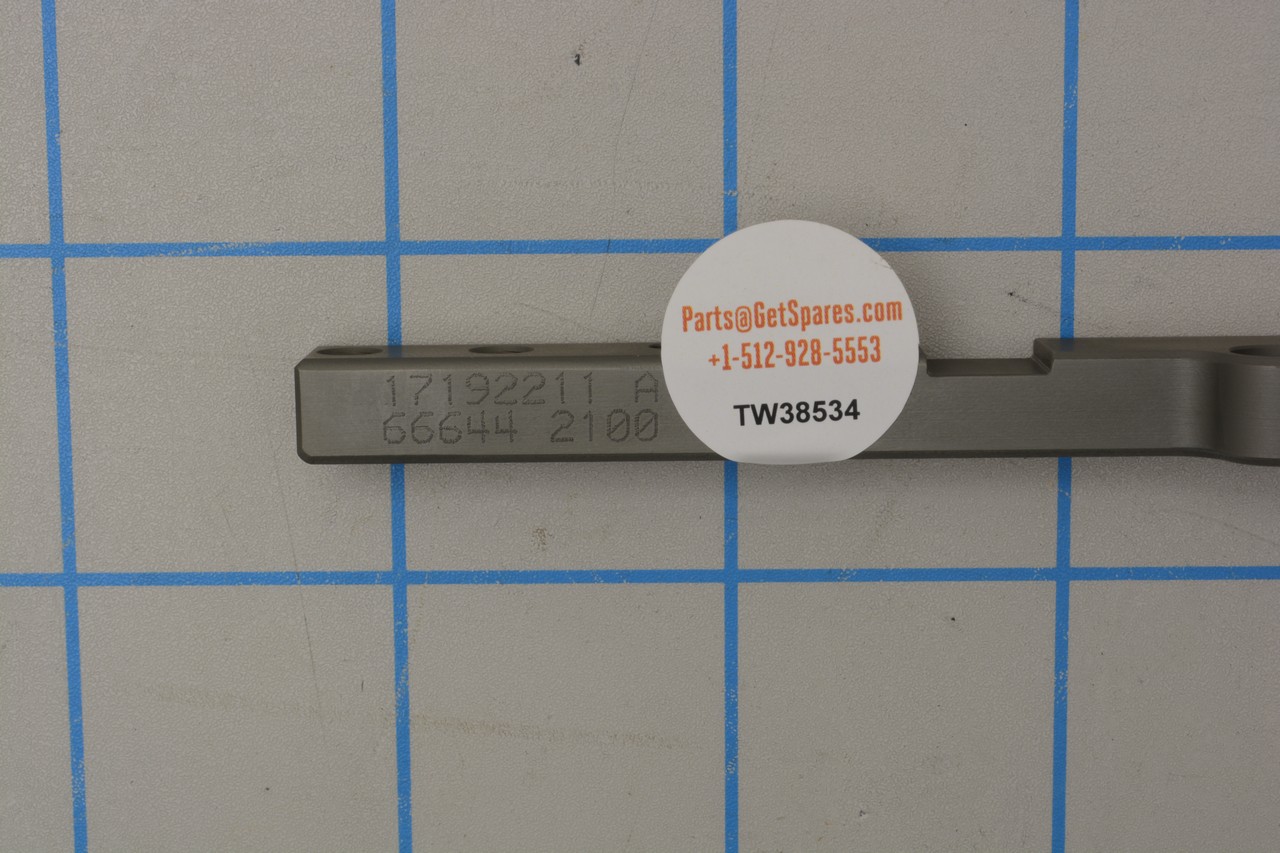 17192211 A
66644 2100
Parts@GetSpares.com
+1-512-928-5553
TW38534